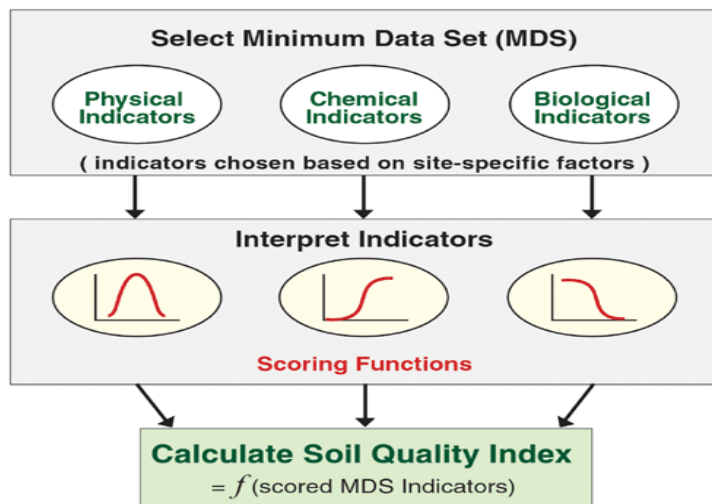 Select Minimum Data Set (MDS)
Physical Indicators
Chemical Indicators
Biological Indicators
( indicators chosen based on site-specific factors )
Interpret Indicators
Scoring Functions
Calculate Soil Quality Index
= f (scored MDS Indicators)